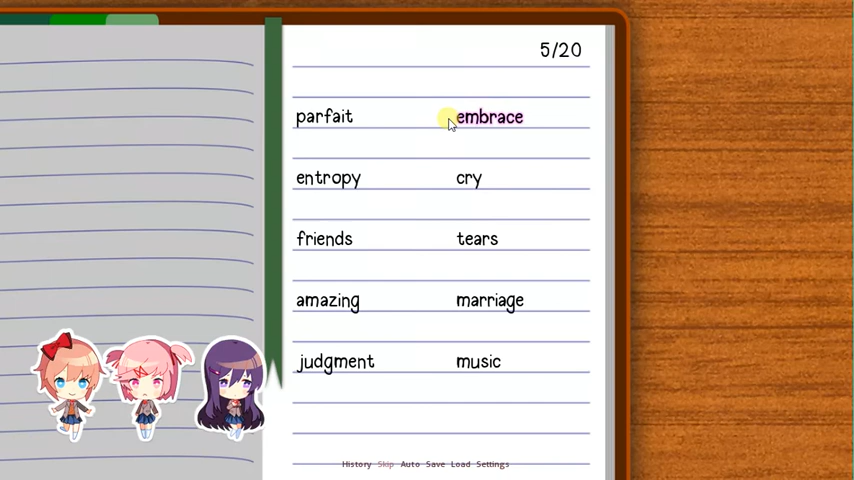 5/20
parfait embrace
entropy cry
friends tears
amazing marriage
judgment music
History Skip Auto Save Load Settings